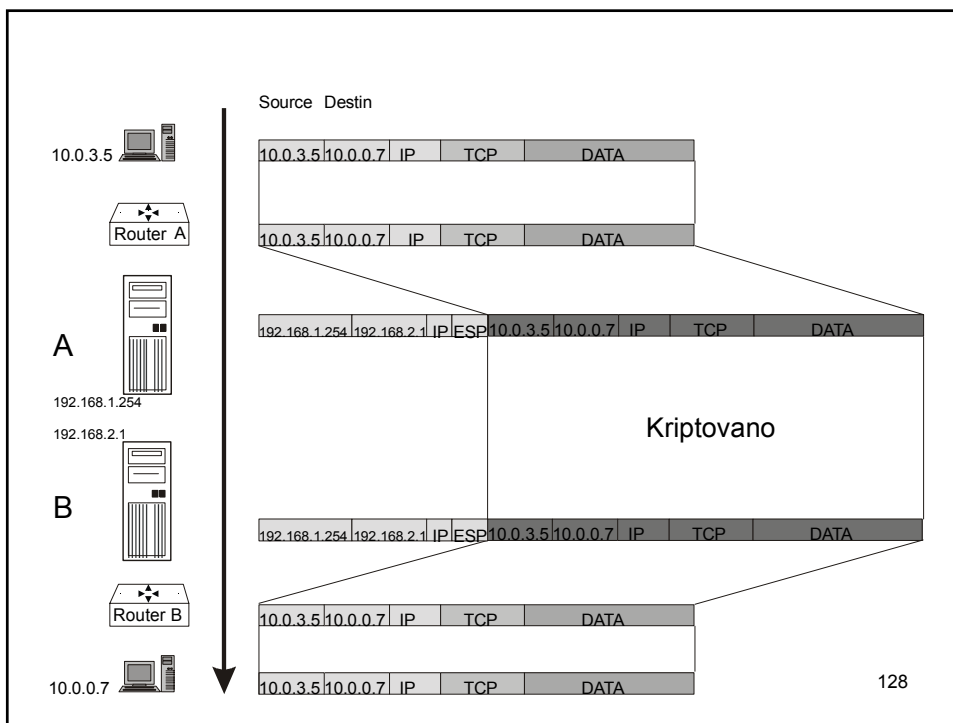 Source Destin
10.0.3.5
10.0.3.5 10.0.0.7 IP TCP DATA
Router A
10.0.3.5 10.0.0.7 IP TCP DATA
A
192.168.1.254 192.168.2.1 IP ESP 10.0.3.5 10.0.0.7 IP TCP DATA
192.168.1.254
192.168.2.1
Kriptovano
B
192.168.1.254 192.168.2.1 IP ESP 10.0.3.5 10.0.0.7 IP TCP DATA
Router B
10.0.3.5 10.0.0.7 IP TCP DATA
10.0.0.7
10.0.3.5 10.0.0.7 IP TCP DATA
128